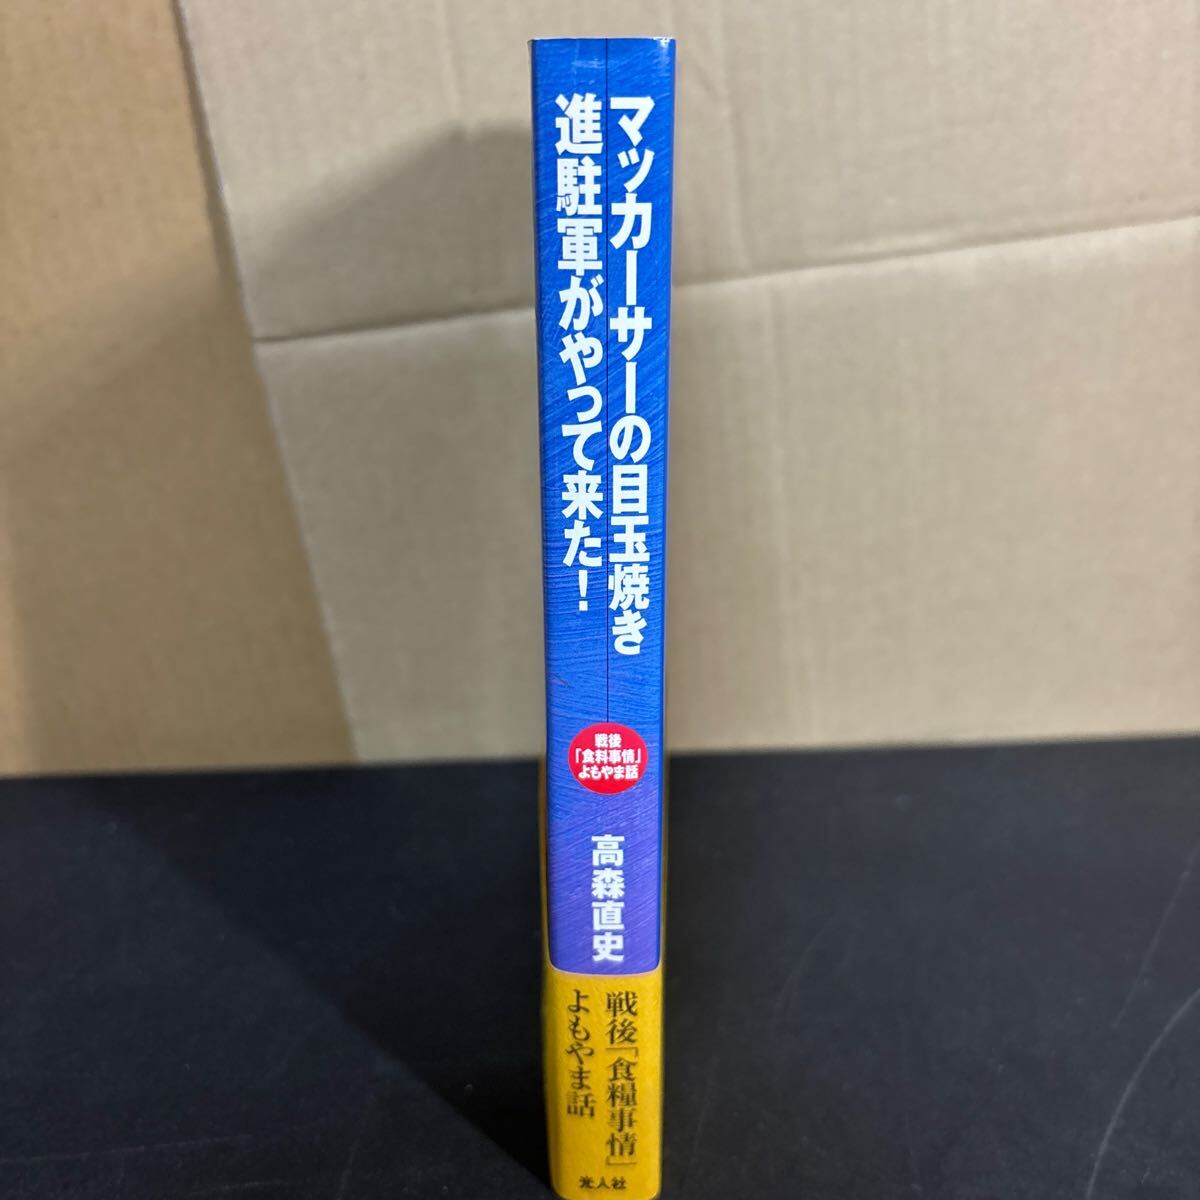 マッカーサーの目玉焼き
進駐軍がやって来た!
戦後
「食料事情」
よもやま話
高森直史
戦後「食糧事情」
よもやま話
光人社